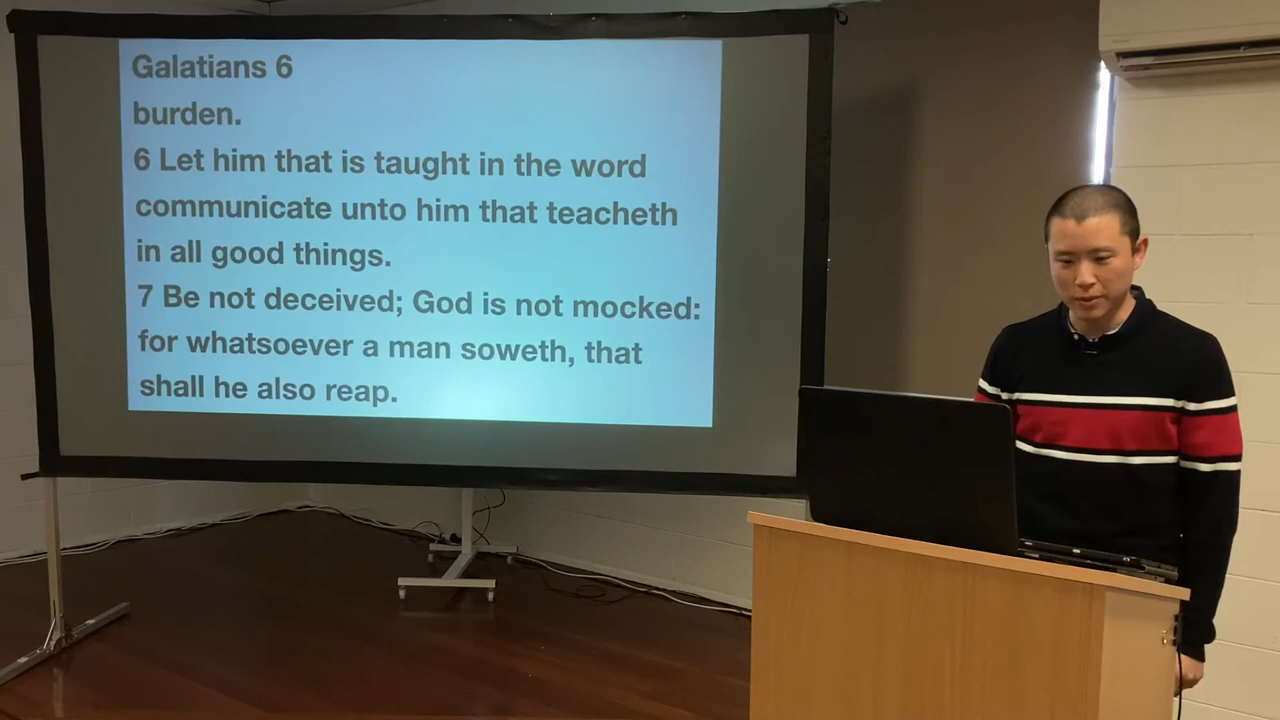 Galatians 6
burden.
6 Let him that is taught in the word
communicate unto him that teacheth
in all good things.
7 Be not deceived; God is not mocked:
for whatsoever a man soweth, that
shall he also reap.